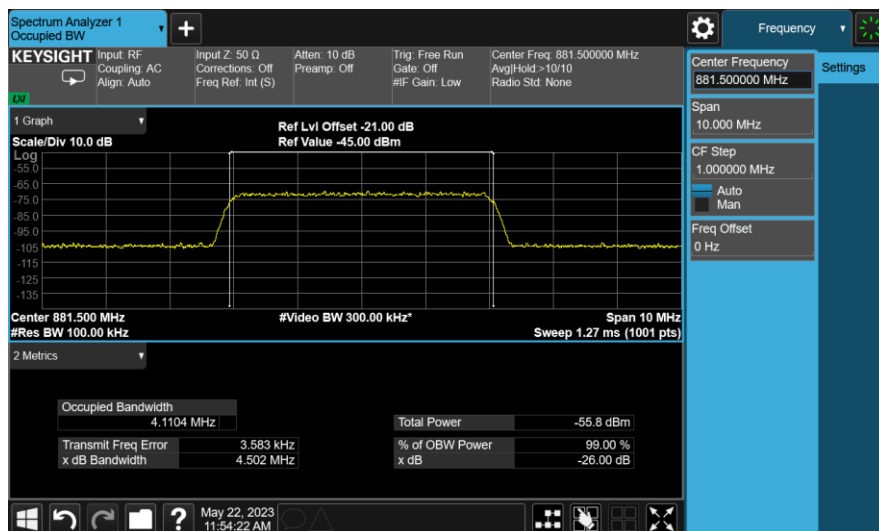 Spectrum Analyzer 1
Occupied BW
Frequency
KEYSIGHT
Input: RF
Coupling: AC
Align: Auto
Input Z: 50 Ω
Corrections: Off
Freq Ref: Int (S)
Atten: 10 dB
Preamp: Off
Trig: Free Run
Gate: Off
#IF Gain: Low
Center Freq: 881.500000 MHz
Avg|Hold:>10/10
Radio Std: None
LXI
Center Frequency
881.500000 MHz
Settings
Span
10.000 MHz
CF Step
1.000000 MHz
Auto
Man
Freq Offset
0 Hz
1 Graph
Scale/Div 10.0 dB
Ref Lvl Offset -21.00 dB
Ref Value -45.00 dBm
Log
-55.0
-65.0
-75.0
-85.0
-95.0
-105
-115
-125
-135
Center 881.500 MHz
#Video BW 300.00 kHz*
Span 10 MHz
#Res BW 100.00 kHz
Sweep 1.27 ms (1001 pts)
2 Metrics
Occupied Bandwidth
4.1104 MHz
Total Power -55.8 dBm
Transmit Freq Error 3.583 kHz
% of OBW Power 99.00 %
x dB Bandwidth 4.502 MHz
x dB -26.00 dB
?
May 22, 2023
11:54:22 AM